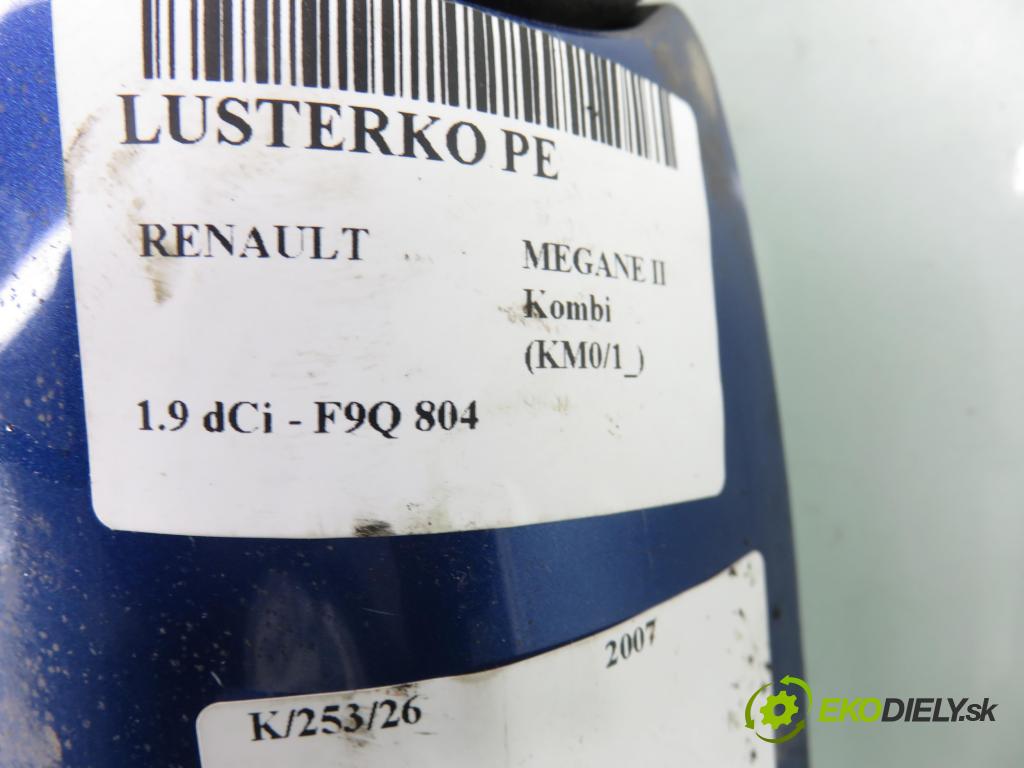 LUSTERKO PE
RENAULT
MEGANE II
Kombi
(KM0/1_)
1.9 dCi - F9Q 804
2007
K/253/26
EKODIELY.sk